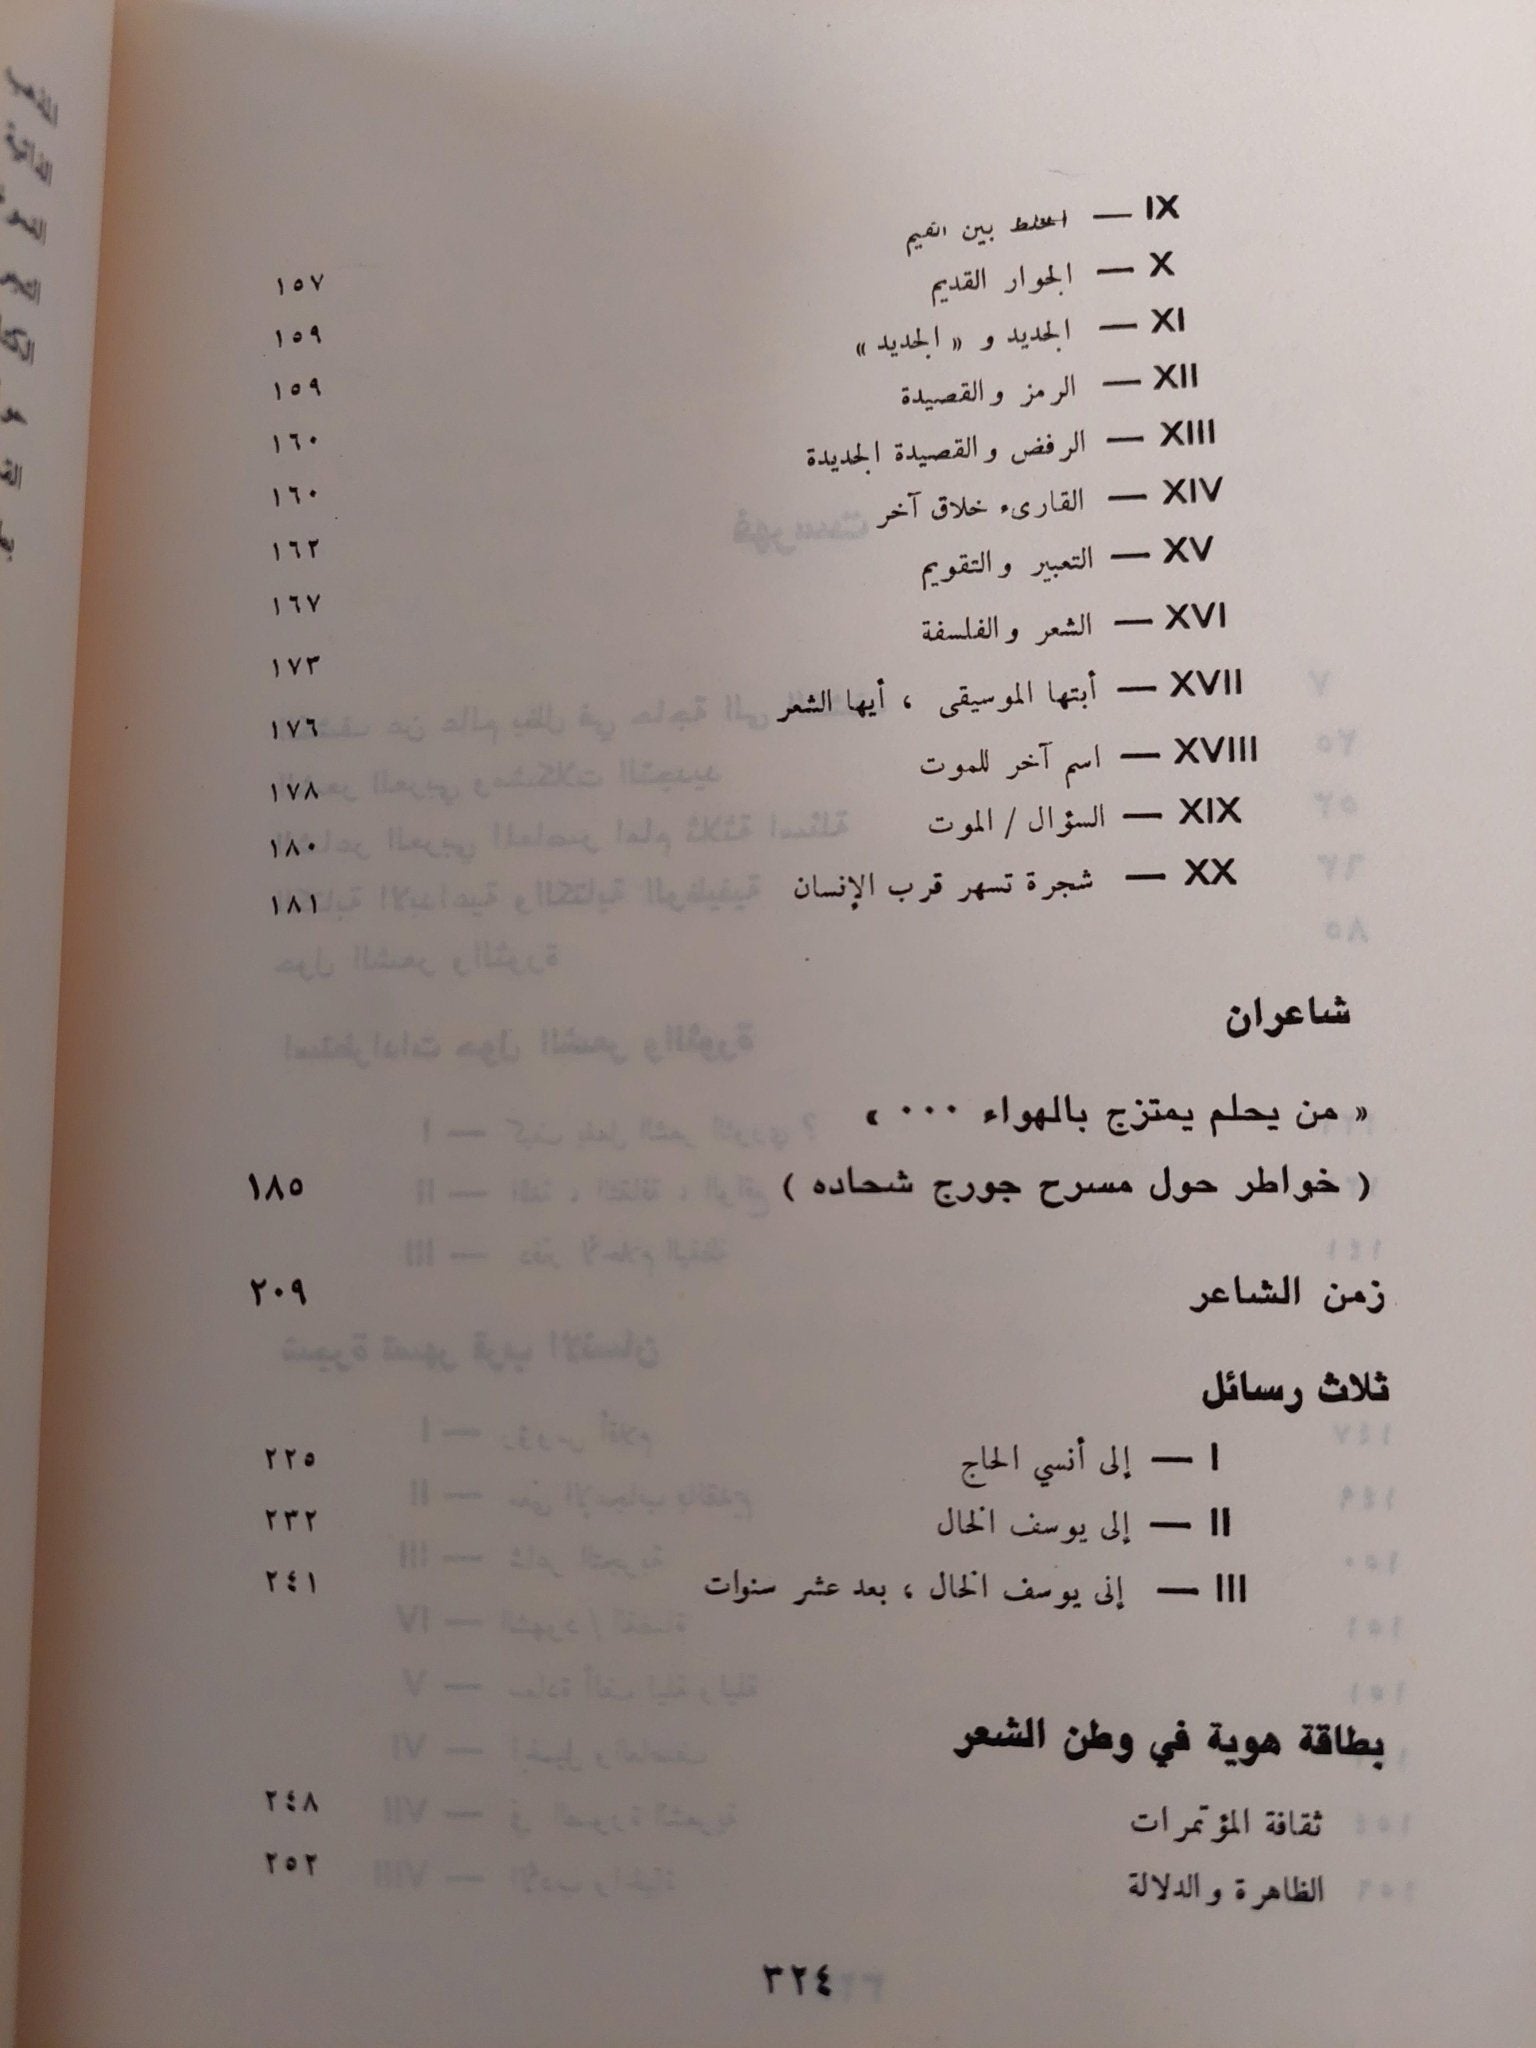 IX — الخلط بين القيم ١٥٧
X — الحوار القديم ١٥٩
XI — الجديد و « الجديد » ١٥٩
XII — الرمز والقصيدة ١٦٠
XIII — الرفض والقصيدة الجديدة ١٦٠
XIV — القارىء خلاق آخر ١٦٢
XV — التعبير والتقويم ١٦٧
XVI — الشعر والفلسفة ١٧٣
XVII — أبتها الموسيقى ، أيها الشعر ١٧٦
XVIII — اسم آخر للموت ١٧٨
XIX — السؤال / الموت ١٨٠
XX — شجرة تسهر قرب الإنسان ١٨١
شاعران
« من يحلم يمتزج بالهواء ... »
( خواطر حول مسرح جورج شحاده ) ١٨٥
زمن الشاعر ٢٠٩
ثلاث رسائل
I — إلى أنسي الحاج ٢٢٥
II — إلى يوسف الخال ٢٣٢
III — إلى يوسف الخال ، بعد عشر سنوات ٢٤١
بطاقة هوية في وطن الشعر
ثقافة المؤتمرات ٢٤٨
الظاهرة والدلالة ٢٥٢
٣٢٤